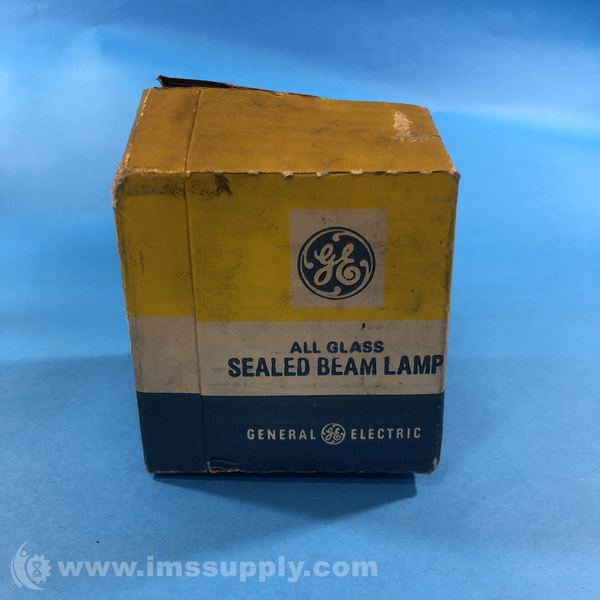 GE
ALL GLASS
SEALED BEAM LAMP
GENERAL GE ELECTRIC
www.imssupply.com